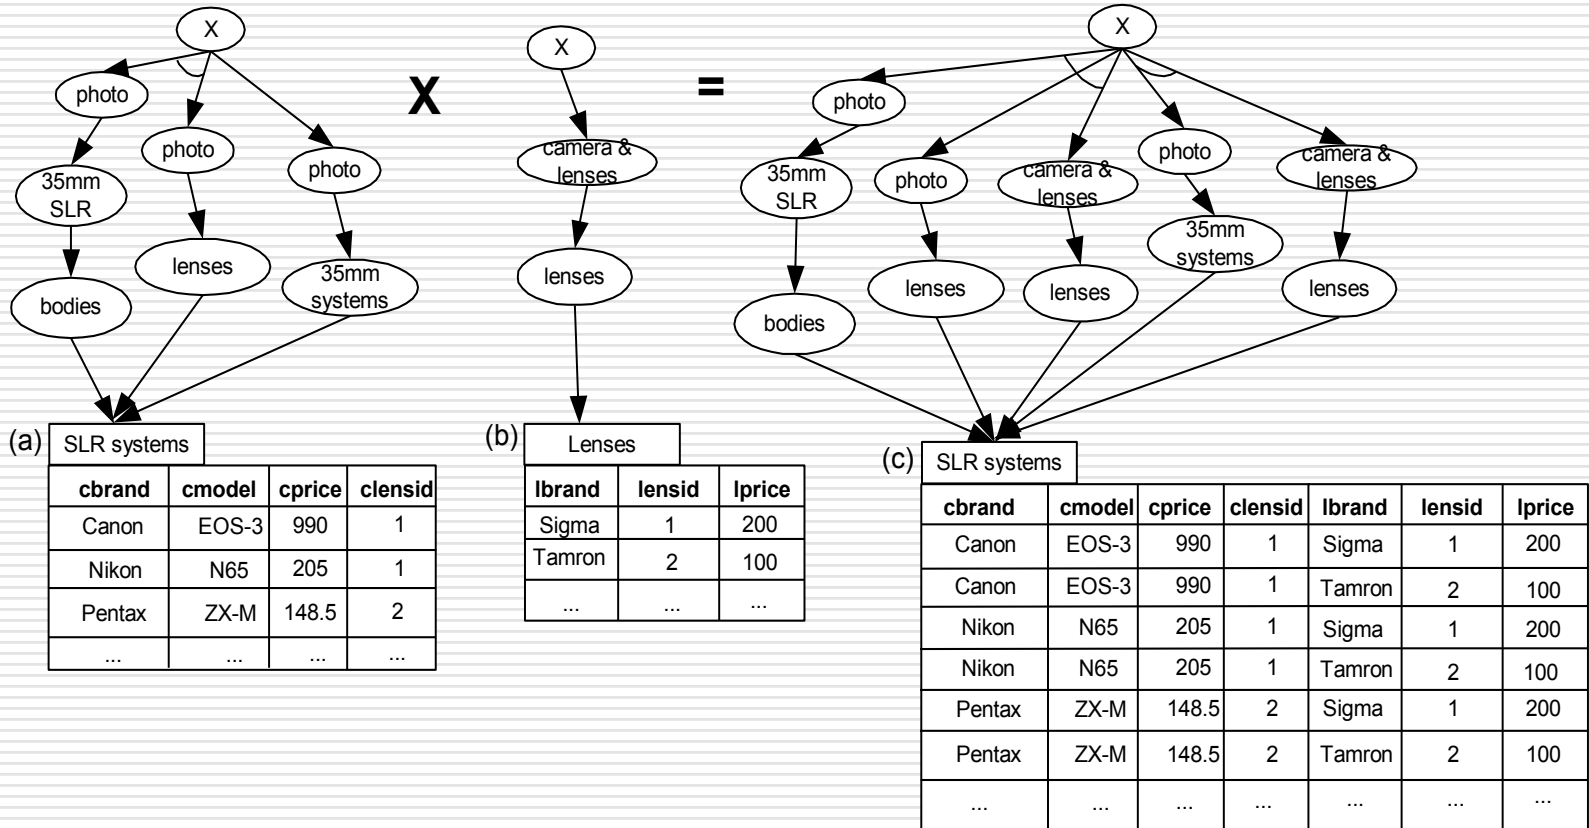 X
photo
photo
photo
35mm
SLR
lenses
35mm
systems
bodies
X
X
camera &
lenses
lenses
=
X
photo
35mm
SLR
photo
camera &
lenses
photo
camera &
lenses
35mm
systems
bodies
lenses
lenses
lenses
(a)
SLR systems
cbrand cmodel cprice clensid
Canon EOS-3 990 1
Nikon N65 205 1
Pentax ZX-M 148.5 2
... ... ... ...
(b)
Lenses
lbrand lensid lprice
Sigma 1 200
Tamron 2 100
... ... ...
(c)
SLR systems
cbrand cmodel cprice clensid lbrand lensid lprice
Canon EOS-3 990 1 Sigma 1 200
Canon EOS-3 990 1 Tamron 2 100
Nikon N65 205 1 Sigma 1 200
Nikon N65 205 1 Tamron 2 100
Pentax ZX-M 148.5 2 Sigma 1 200
Pentax ZX-M 148.5 2 Tamron 2 100
... ... ... ... ... ... ...